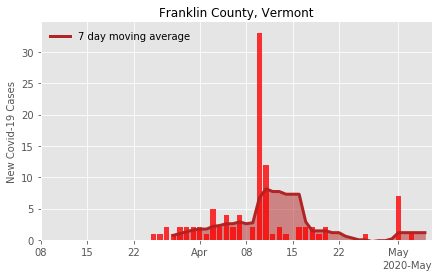 Franklin County, Vermont
7 day moving average
New Covid-19 Cases
30
25
20
15
10
5
0
08 15 22 Apr 08 15 22 May
2020-May